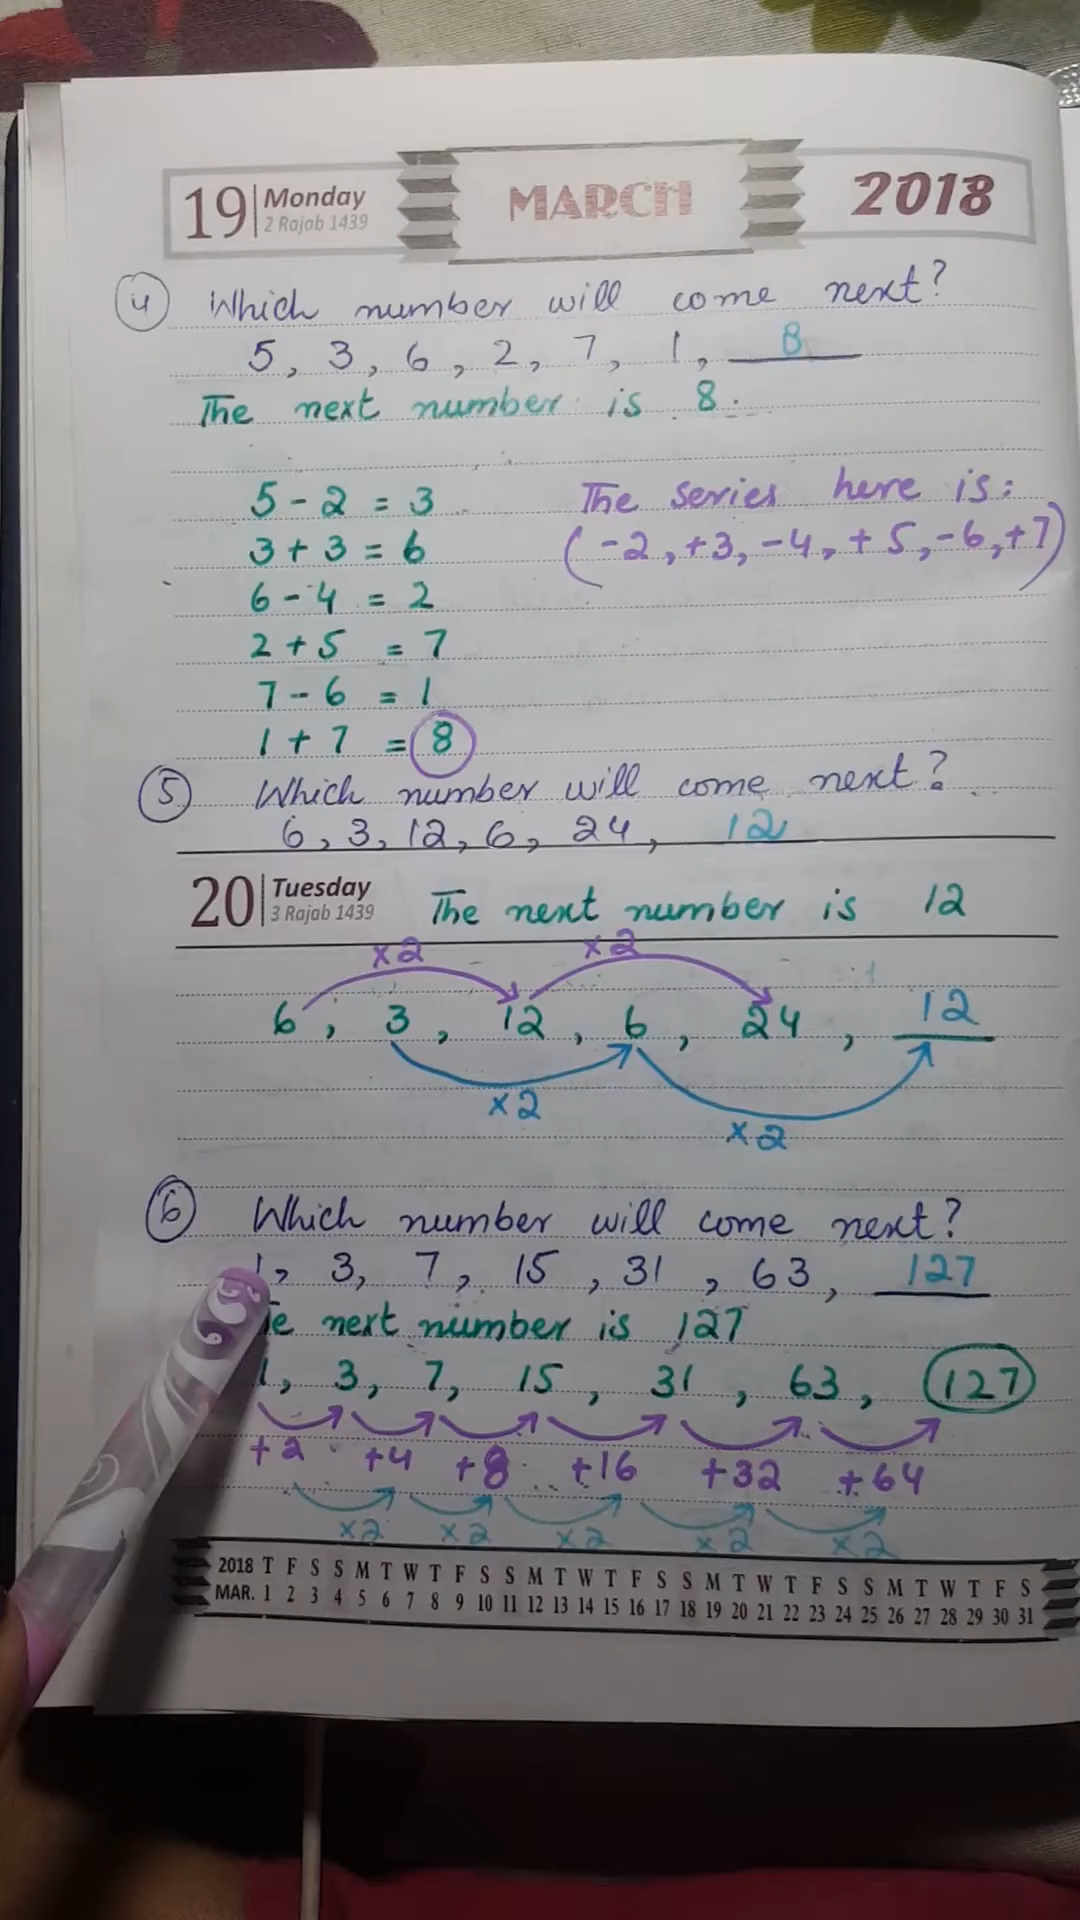 19 Monday MARCH 2018
2 Rajab 1439
4 Which number will come next?
5, 3, 6, 2, 7, 1, 8
The next number is 8.
5 - 2 = 3 The series here is:
3 + 3 = 6 (-2, +3, -4, +5, -6, +7)
6 - 4 = 2
2 + 5 = 7
7 - 6 = 1
1 + 7 = 8
5 Which number will come next?
6, 3, 12, 6, 24, 12
20 Tuesday The next number is 12
3 Rajab 1439
×2 ×2
6, 3, 12, 6, 24, 12
×2 ×2
6 Which number will come next?
1, 3, 7, 15, 31, 63, 127
next number is 127
1, 3, 7, 15, 31, 63, 127
+2 +4 +8 +16 +32 +64
×2 ×2 ×2 ×2 ×2
2018 T F S S M T W T F S S M T W T F S S M T W T F S S M T W T F S
MAR. 1 2 3 4 5 6 7 8 9 10 11 12 13 14 15 16 17 18 19 20 21 22 23 24 25 26 27 28 29 30 31